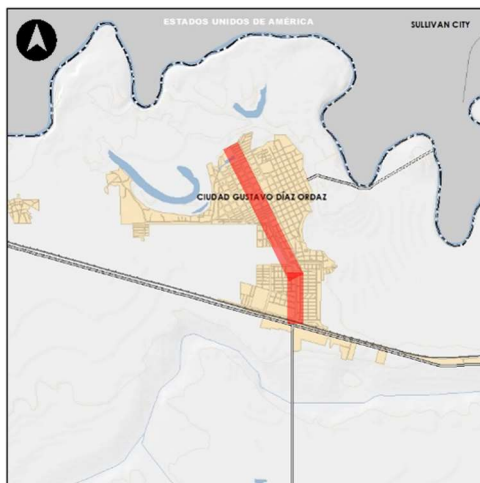 ESTADOS UNIDOS DE AMÉRICA
SULLIVAN CITY
CIUDAD GUSTAVO DÍAZ ORDAZ